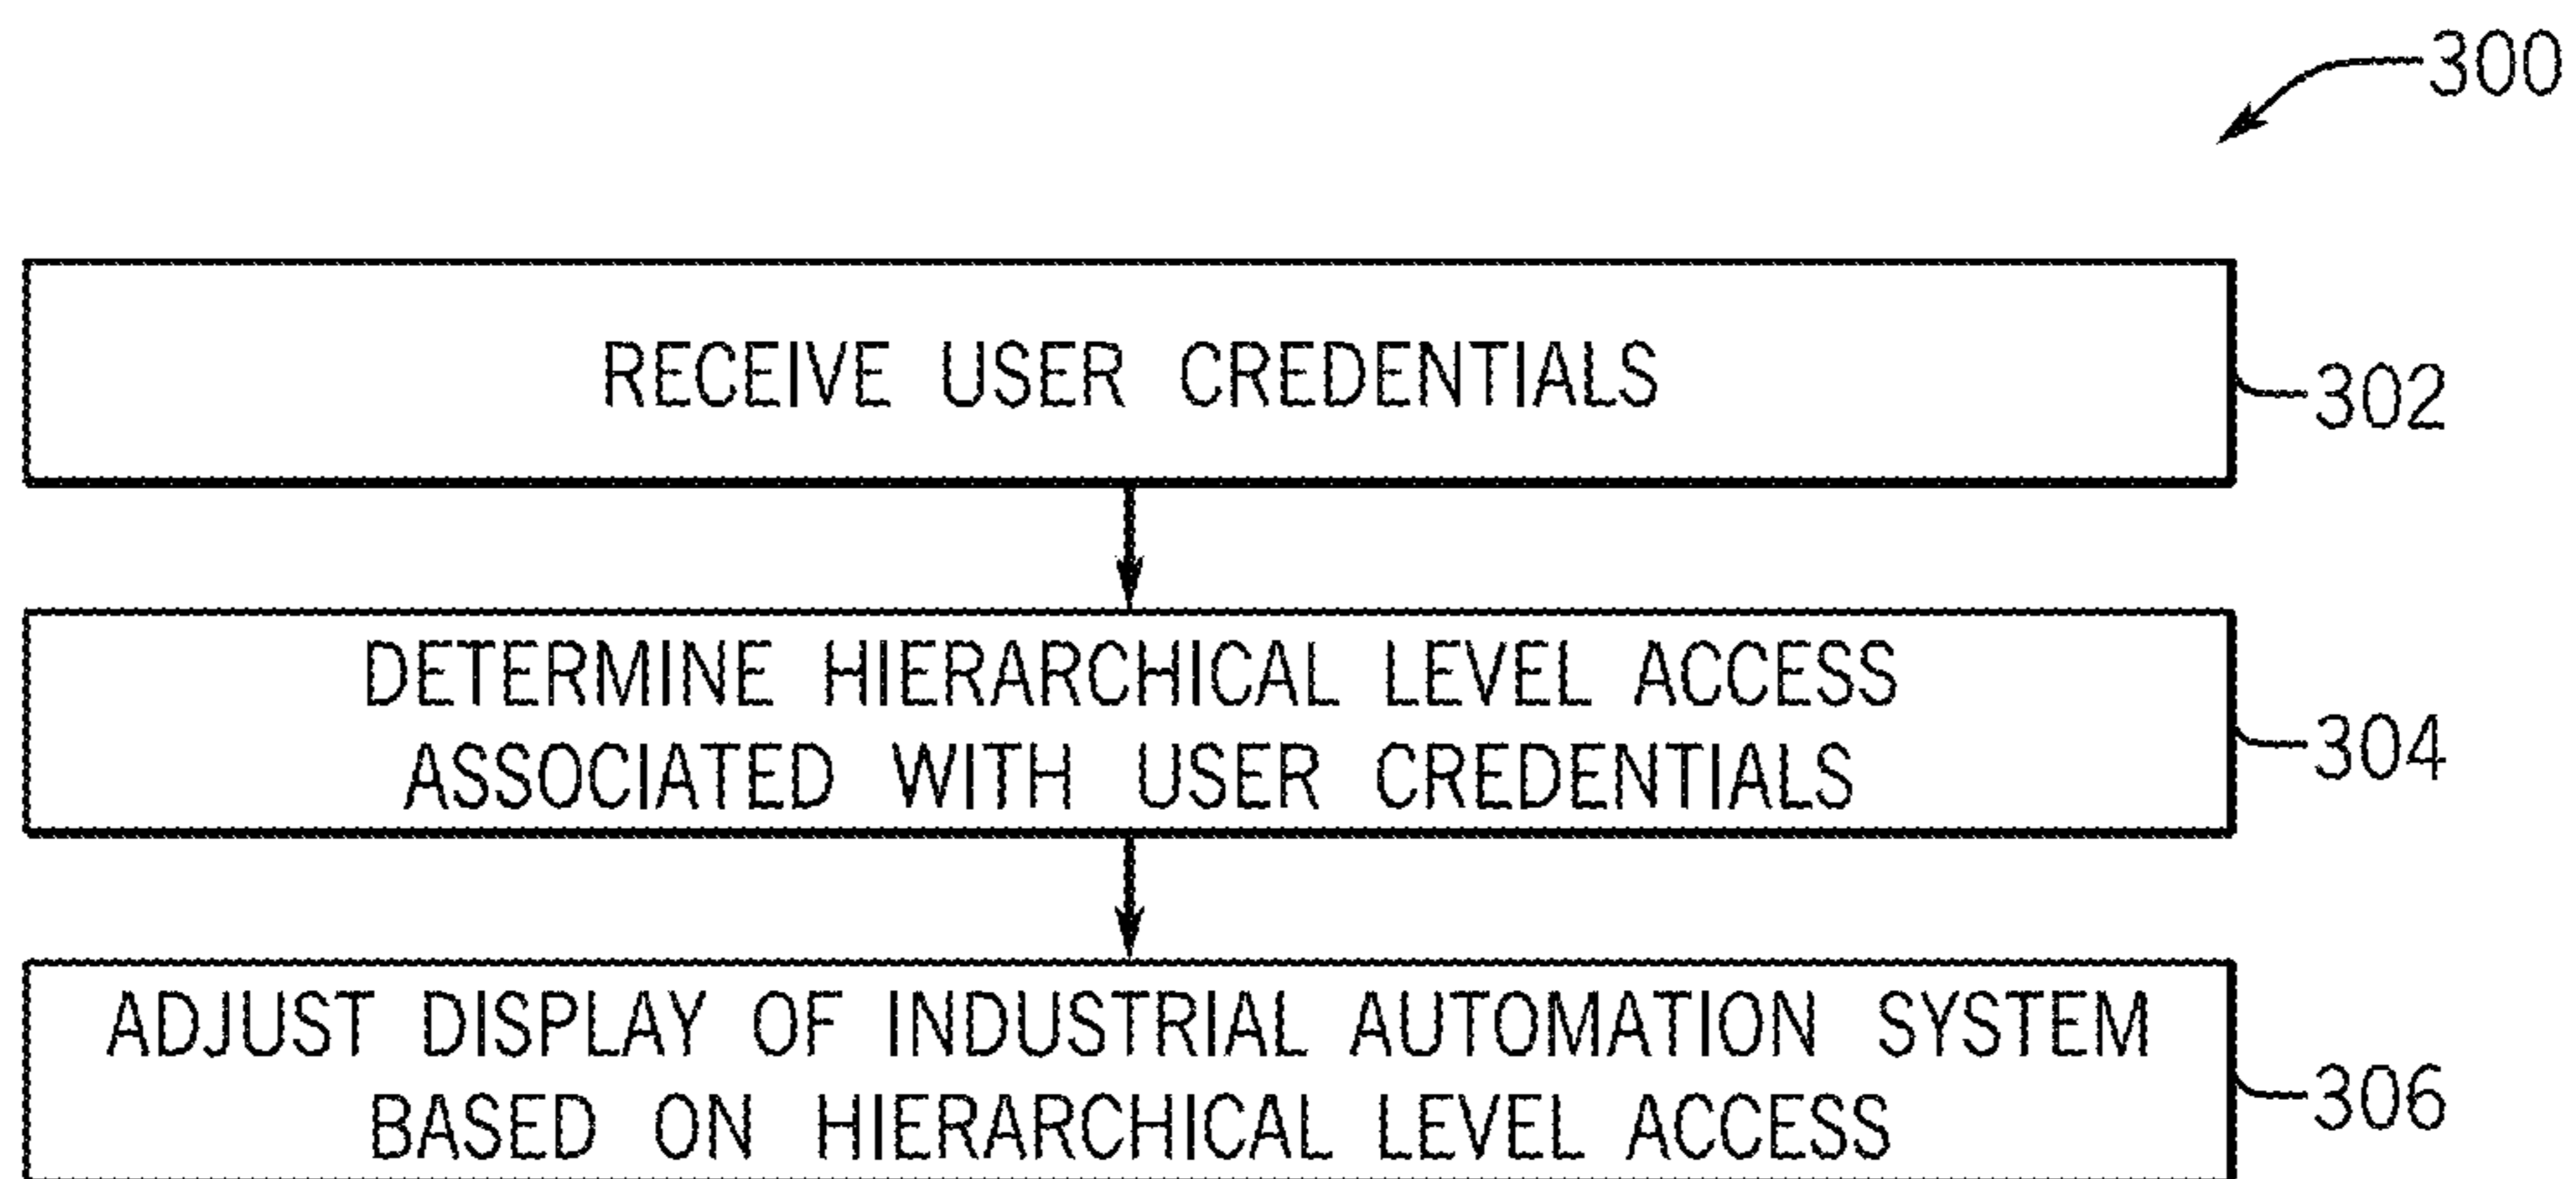 300
RECEIVE USER CREDENTIALS
302
DETERMINE HIERARCHICAL LEVEL ACCESS
ASSOCIATED WITH USER CREDENTIALS
304
ADJUST DISPLAY OF INDUSTRIAL AUTOMATION SYSTEM
BASED ON HIERARCHICAL LEVEL ACCESS
306